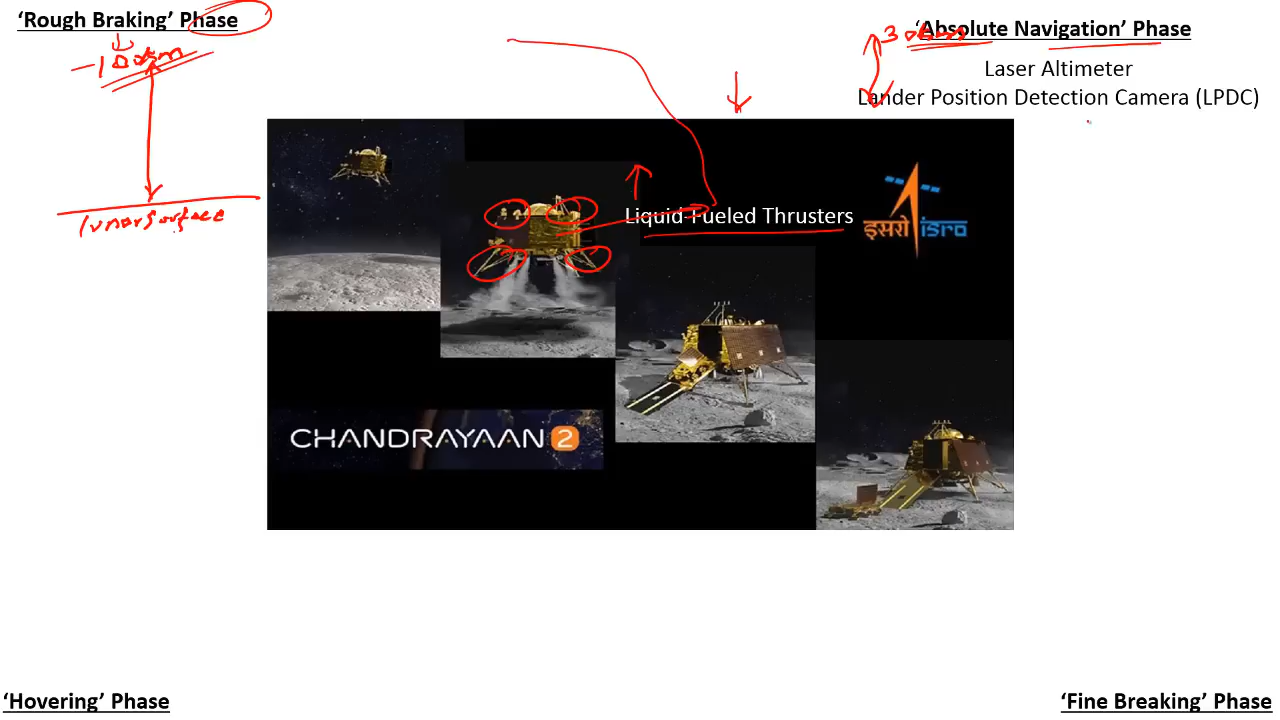 ‘Rough Braking’ Phase
‘Absolute Navigation’ Phase
Laser Altimeter
Lander Position Detection Camera (LPDC)
lunar surface
Liquid-Fueled Thrusters
इसरो isro
CHANDRAYAAN 2
‘Hovering’ Phase
‘Fine Breaking’ Phase